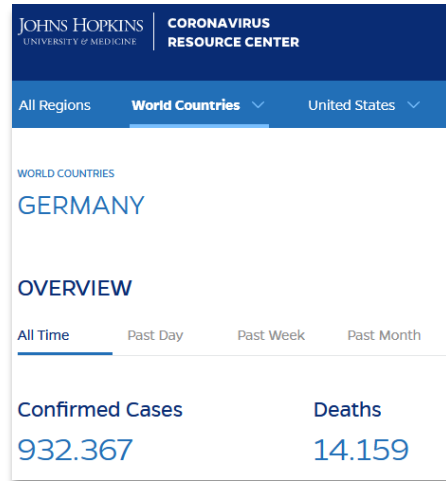 JOHNS HOPKINS
UNIVERSITY & MEDICINE
CORONAVIRUS
RESOURCE CENTER
All Regions World Countries United States
WORLD COUNTRIES
GERMANY
OVERVIEW
All Time Past Day Past Week Past Month
Confirmed Cases Deaths
932.367 14.159